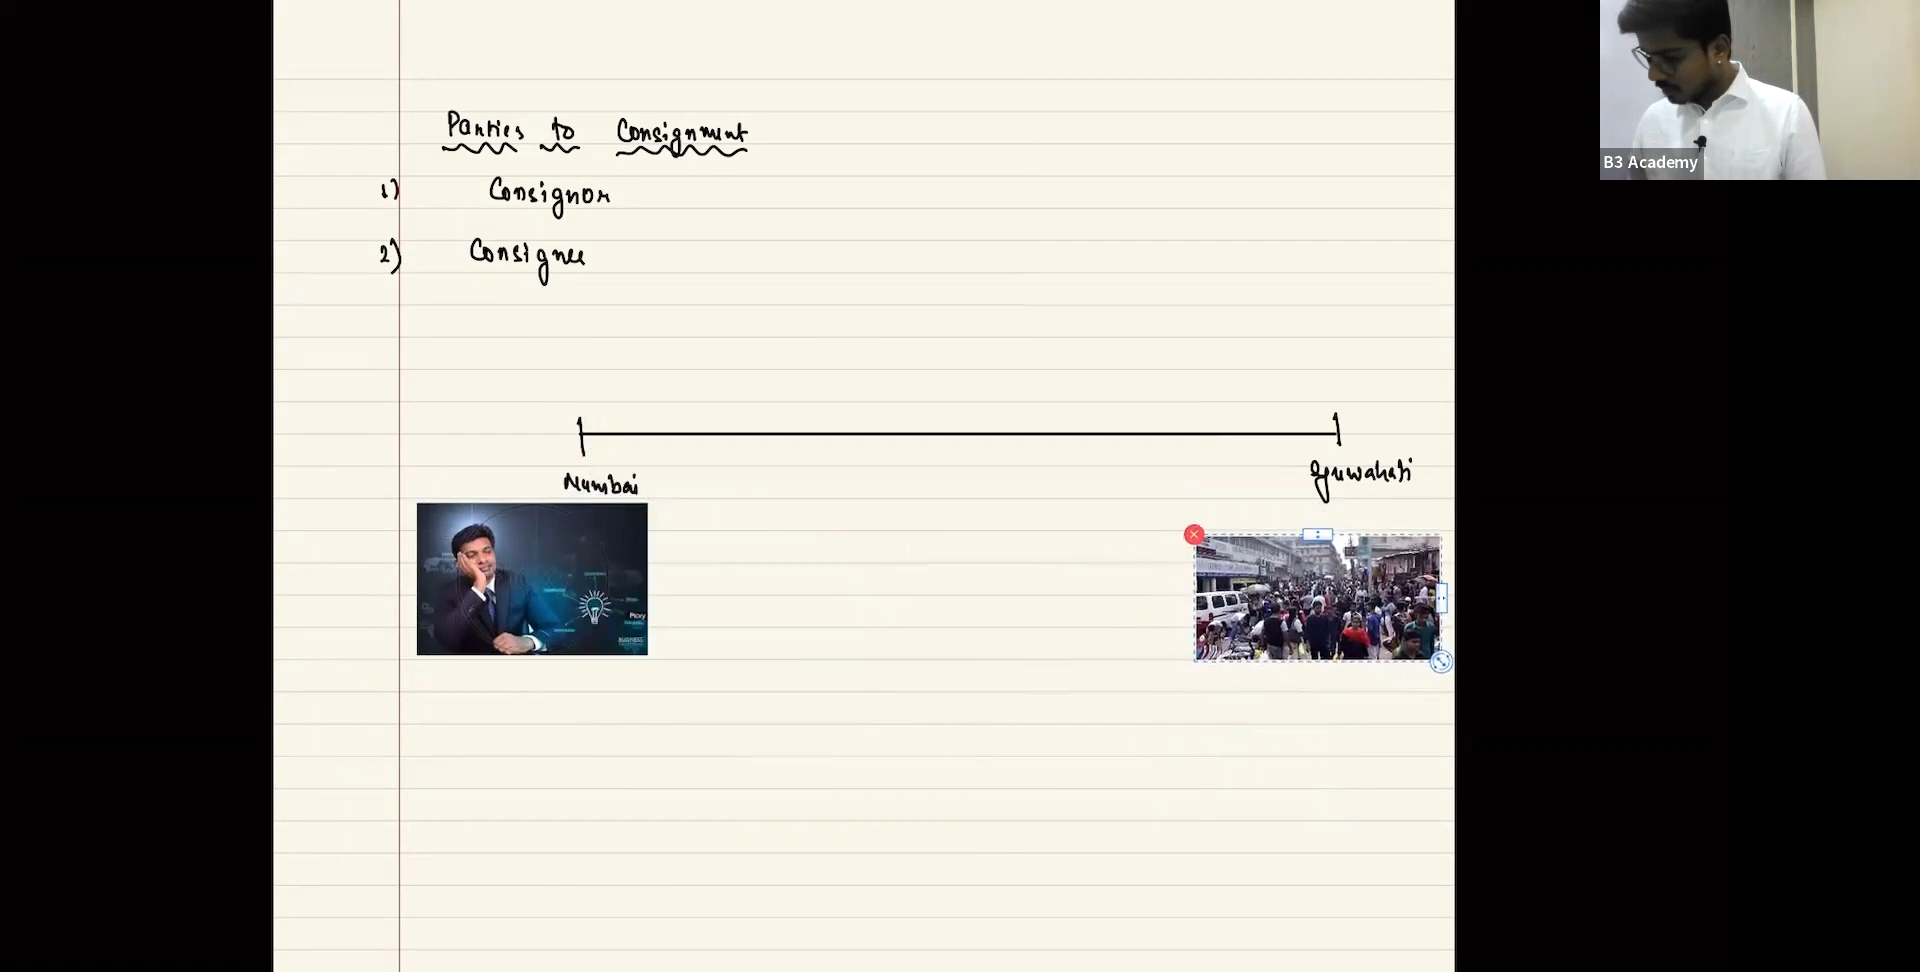 Parties to Consignment
1) Consignor
2) Consignee
Mumbai
Guwahati
B3 Academy